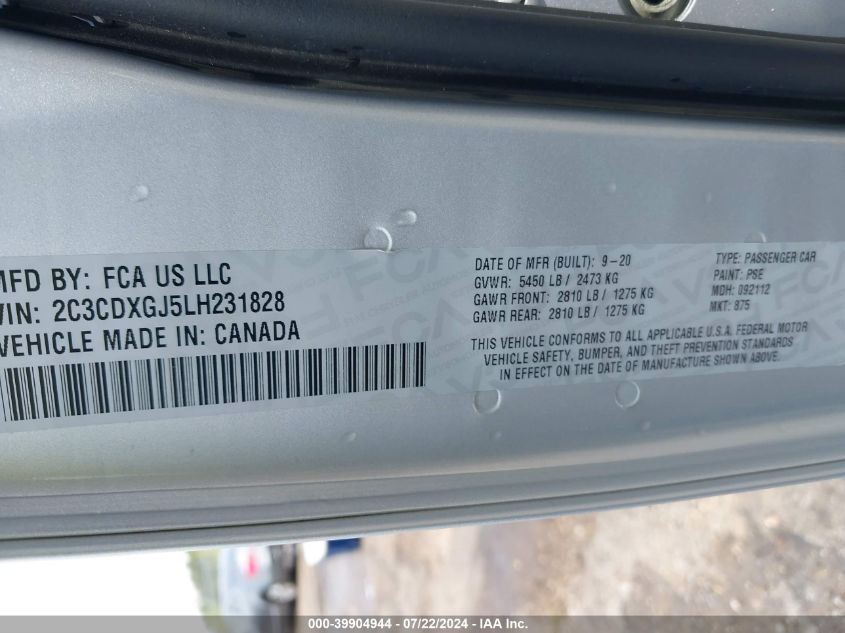 MFD BY: FCA US LLC
VIN: 2C3CDXGJ5LH231828
VEHICLE MADE IN: CANADA
DATE OF MFR (BUILT): 9-20
GVWR: 5450 LB / 2473 KG
GAWR FRONT: 2810 LB / 1275 KG
GAWR REAR: 2810 LB / 1275 KG
TYPE: PASSENGER CAR
PAINT: PSE
MDH: 092112
MKT: 875
THIS VEHICLE CONFORMS TO ALL APPLICABLE U.S.A. FEDERAL MOTOR
VEHICLE SAFETY, BUMPER, AND THEFT PREVENTION STANDARDS
IN EFFECT ON THE DATE OF MANUFACTURE SHOWN ABOVE.
000-39904944 - 07/22/2024 - IAA Inc.